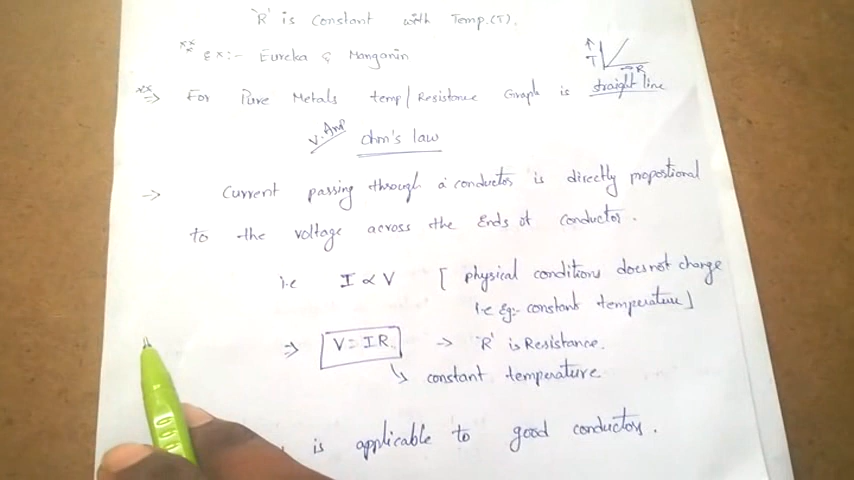 'R' is Constant with Temp.(T).
Ex:- Eureka & Manganin
T R
⇒ For Pure Metals temp/Resistance Graph is straight line
V. Imp Ohm's law
→ Current passing through a conductor is directly propotional
to the voltage across the Ends of conductor.
i.e I ∝ V [ physical conditions doesnot change
i.e Eg:- constant temperature]
⇒ V = IR → 'R' is Resistance.
↳ constant temperature
is applicable to good conductors.